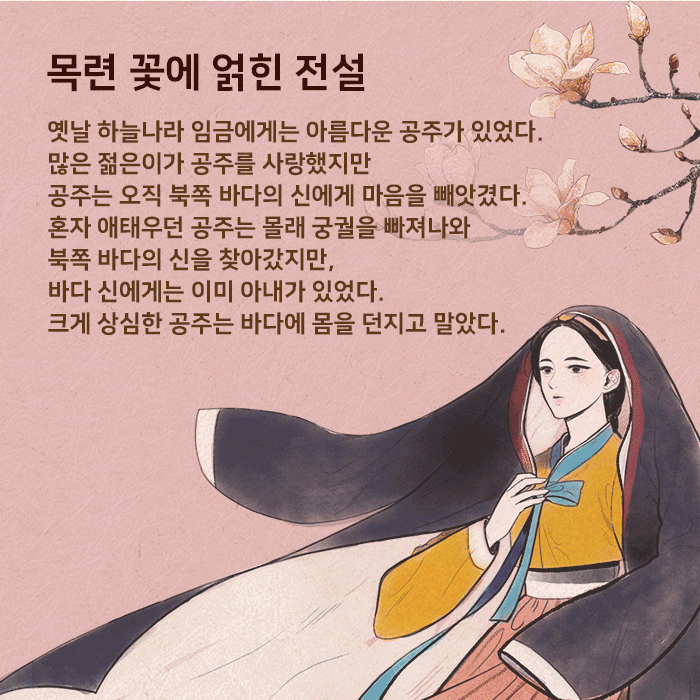 목련 꽃에 얽힌 전설
옛날 하늘나라 임금에게는 아름다운 공주가 있었다.
많은 젊은이가 공주를 사랑했지만
공주는 오직 북쪽 바다의 신에게 마음을 빼앗겼다.
혼자 애태우던 공주는 몰래 궁궐을 빠져나와
북쪽 바다의 신을 찾아갔지만,
바다 신에게는 이미 아내가 있었다.
크게 상심한 공주는 바다에 몸을 던지고 말았다.